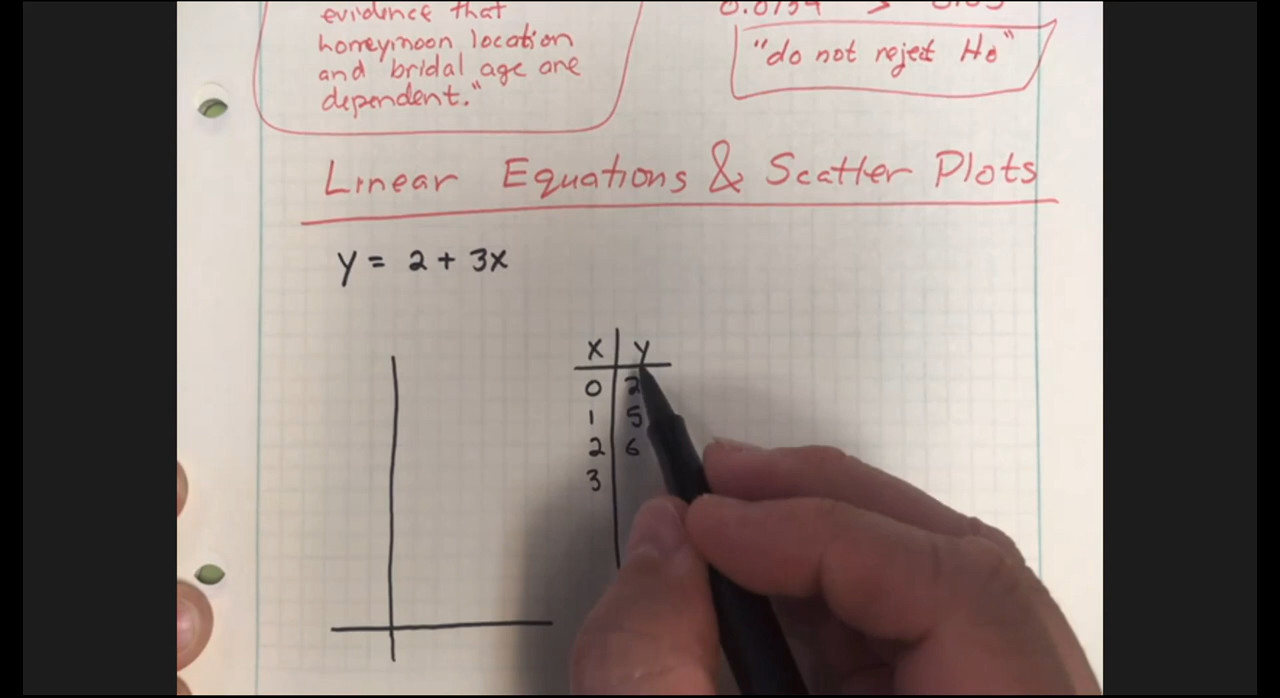 evidence that
honeymoon location
and bridal age are
dependent."
"do not reject Ho"
Linear Equations & Scatter Plots
y = 2 + 3x
x y
0 2
1 5
2 6
3